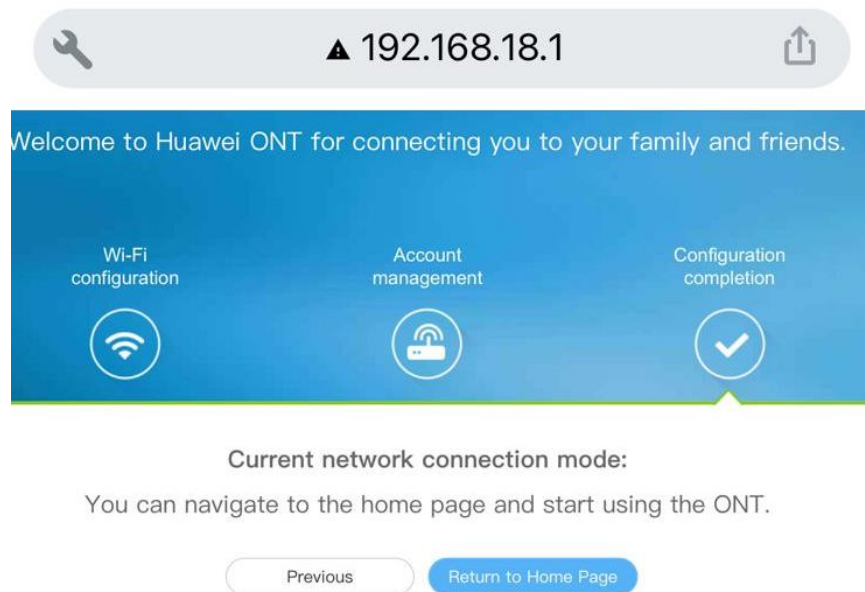 192.168.18.1
Welcome to Huawei ONT for connecting you to your family and friends.
Wi-Fi
configuration
Account
management
Configuration
completion
Current network connection mode:
You can navigate to the home page and start using the ONT.
Previous
Return to Home Page